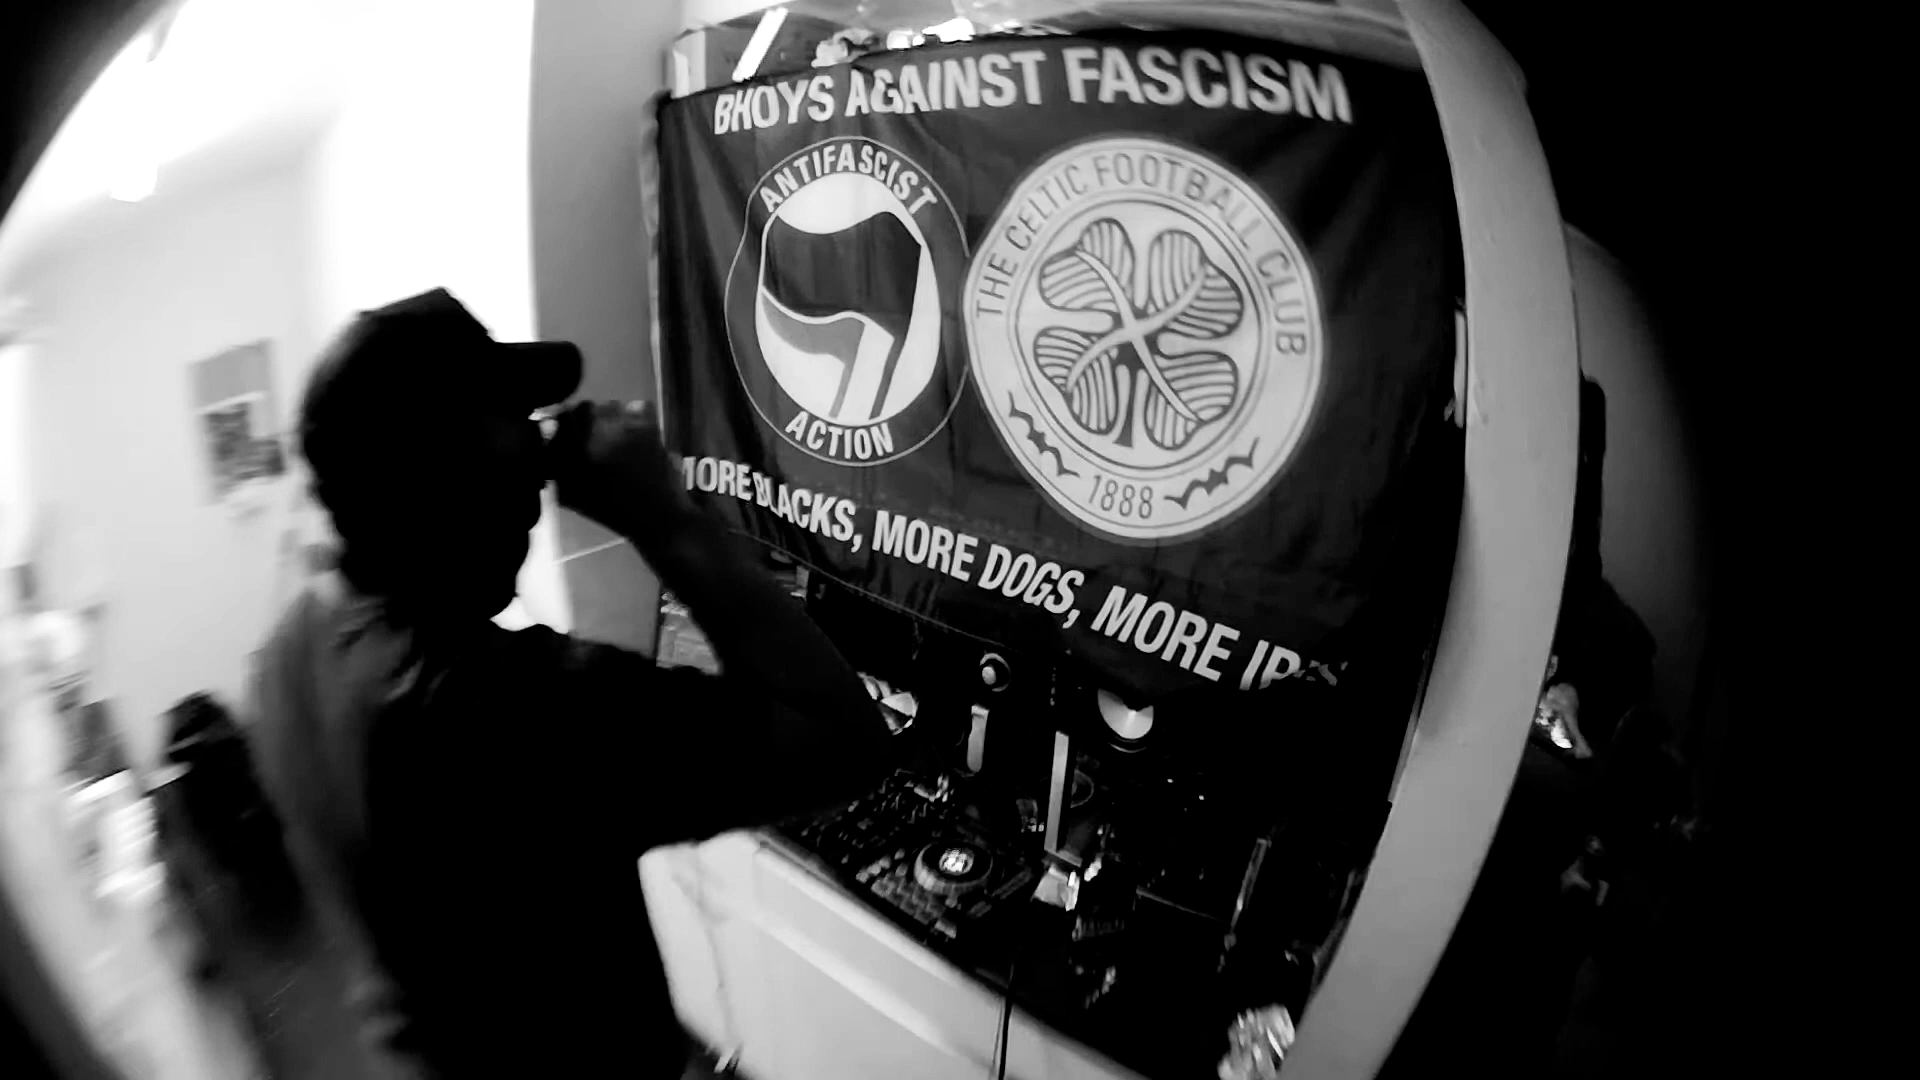 BHOYS AGAINST FASCISM
ANTIFASCIST
ACTION
THE CELTIC FOOTBALL CLUB
1888
MORE BLACKS, MORE DOGS, MORE